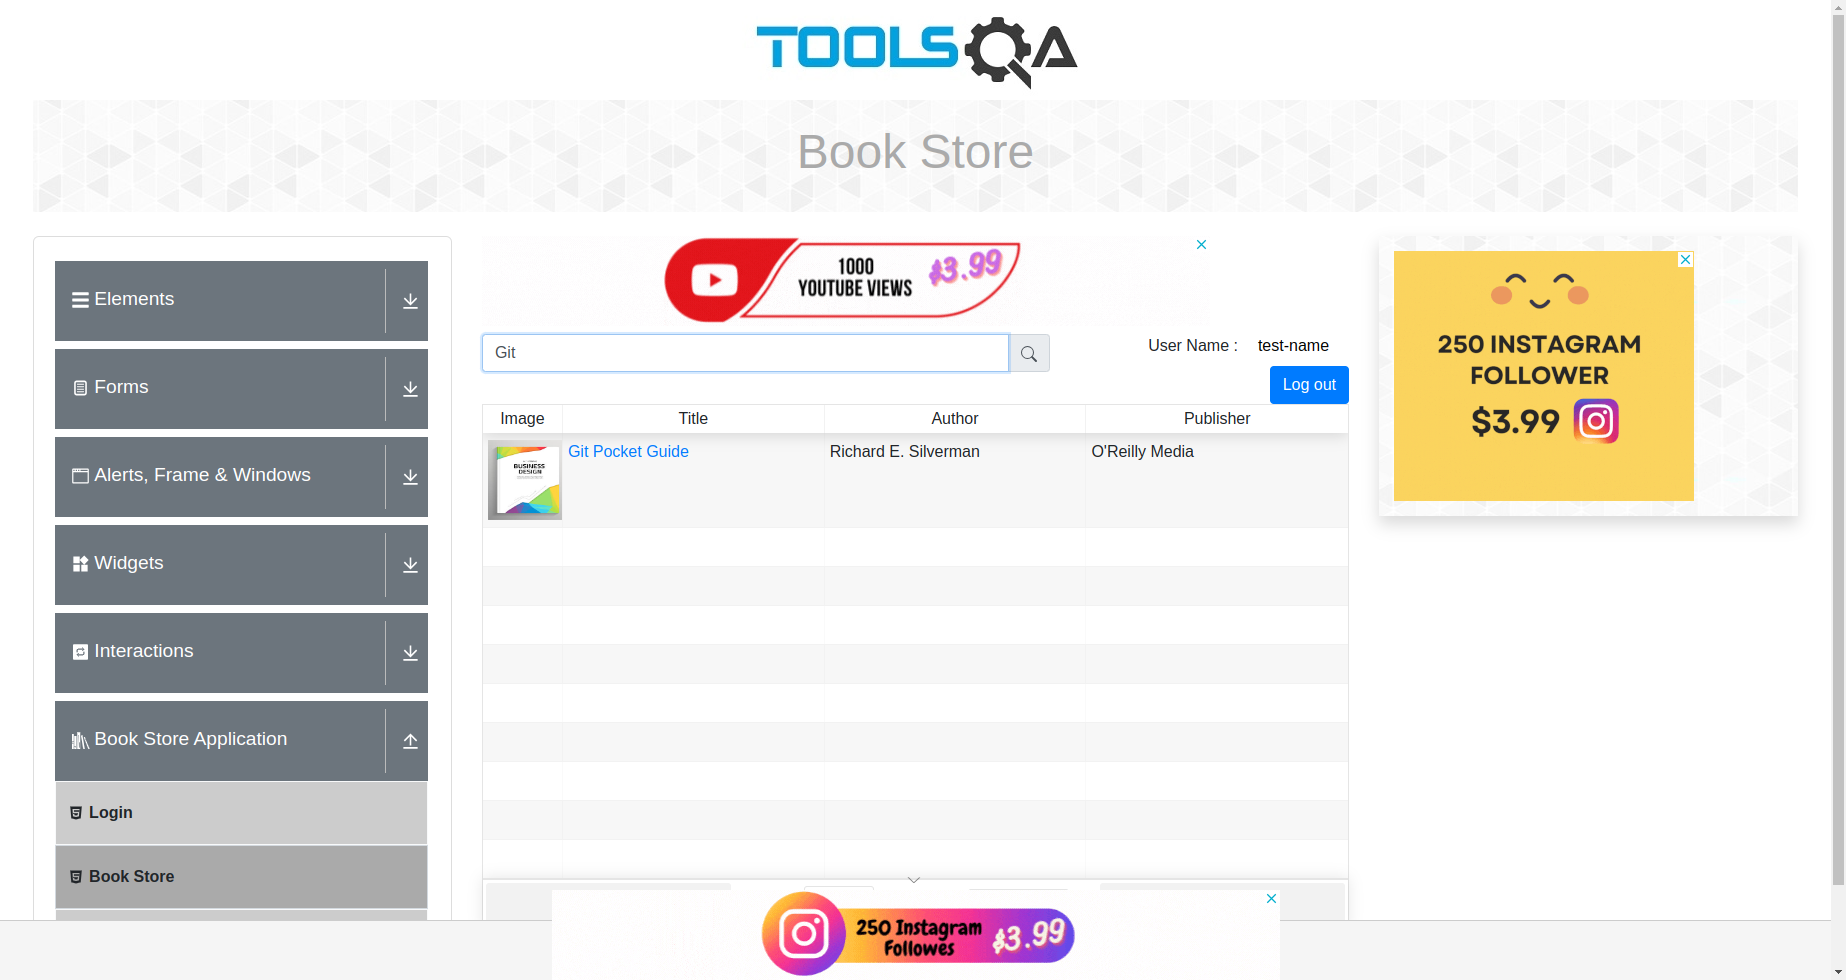 TOOLSQA
Book Store
Elements
Forms
Alerts, Frame & Windows
Widgets
Interactions
Book Store Application
Login
Book Store
1000
YOUTUBE VIEWS
$3.99
Git
User Name :
test-name
Log out
Image Title Author Publisher
BUSINESS
DESIGN
Git Pocket Guide Richard E. Silverman O'Reilly Media
250 INSTAGRAM
FOLLOWER
$3.99
250 Instagram
Followes
$3.99